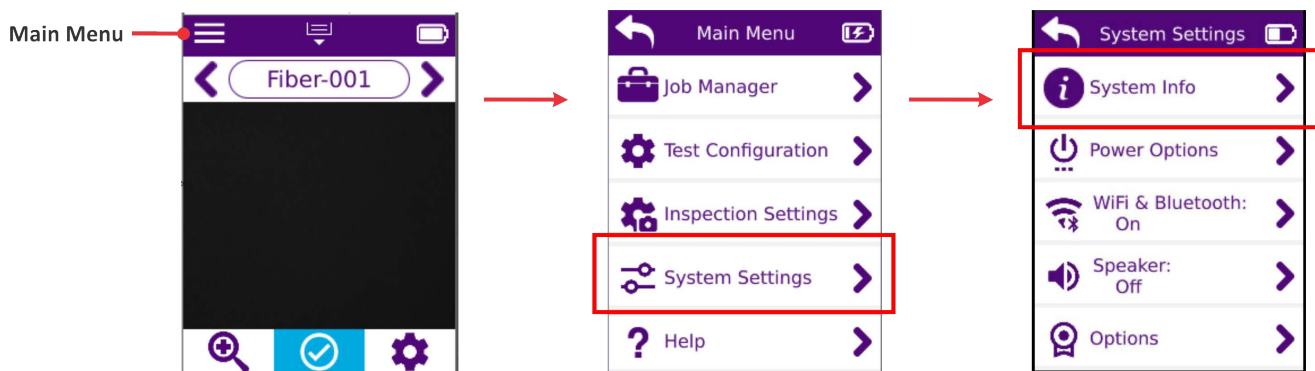 Main Menu
Fiber-001
Main Menu
Job Manager
Test Configuration
Inspection Settings
System Settings
Help
System Settings
System Info
Power Options
WiFi & Bluetooth:
On
Speaker:
Off
Options